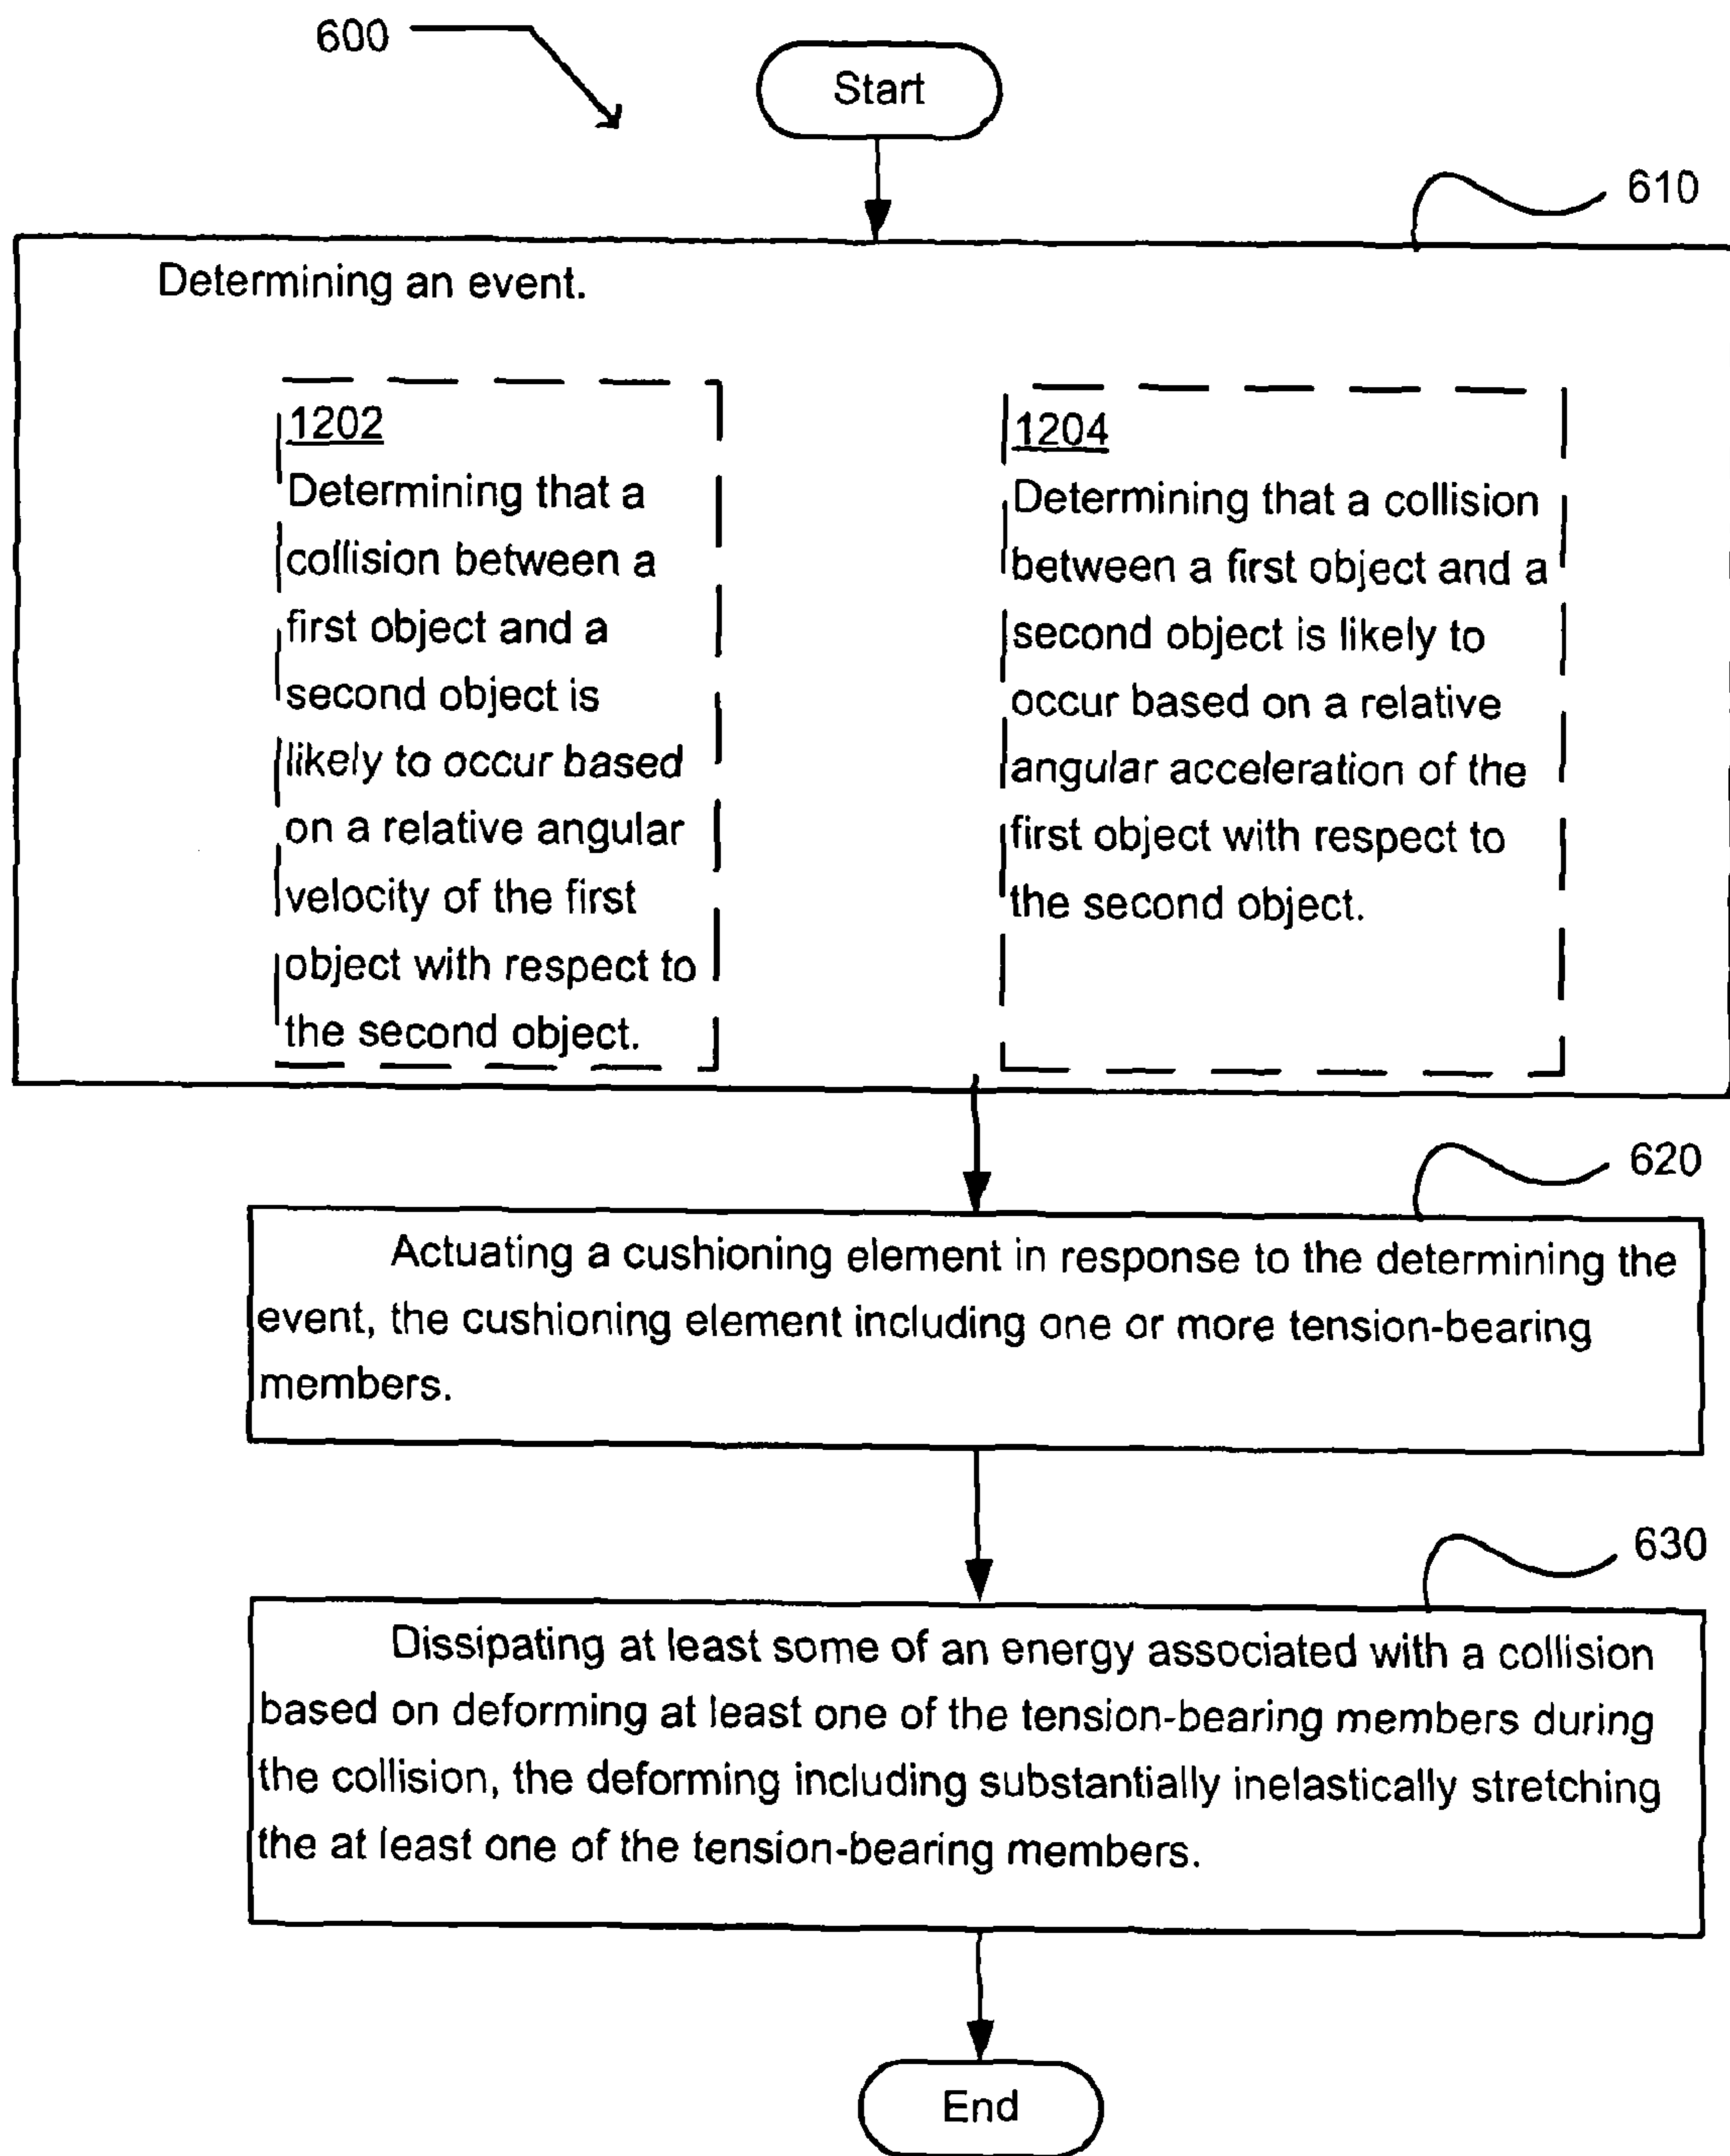 600
Start
610
Determining an event.
1202
Determining that a
collision between a
first object and a
second object is
likely to occur based
on a relative angular
velocity of the first
object with respect to
the second object.
1204
Determining that a collision
between a first object and a
second object is likely to
occur based on a relative
angular acceleration of the
first object with respect to
the second object.
620
Actuating a cushioning element in response to the determining the
event, the cushioning element including one or more tension-bearing
members.
630
Dissipating at least some of an energy associated with a collision
based on deforming at least one of the tension-bearing members during
the collision, the deforming including substantially inelastically stretching
the at least one of the tension-bearing members.
End